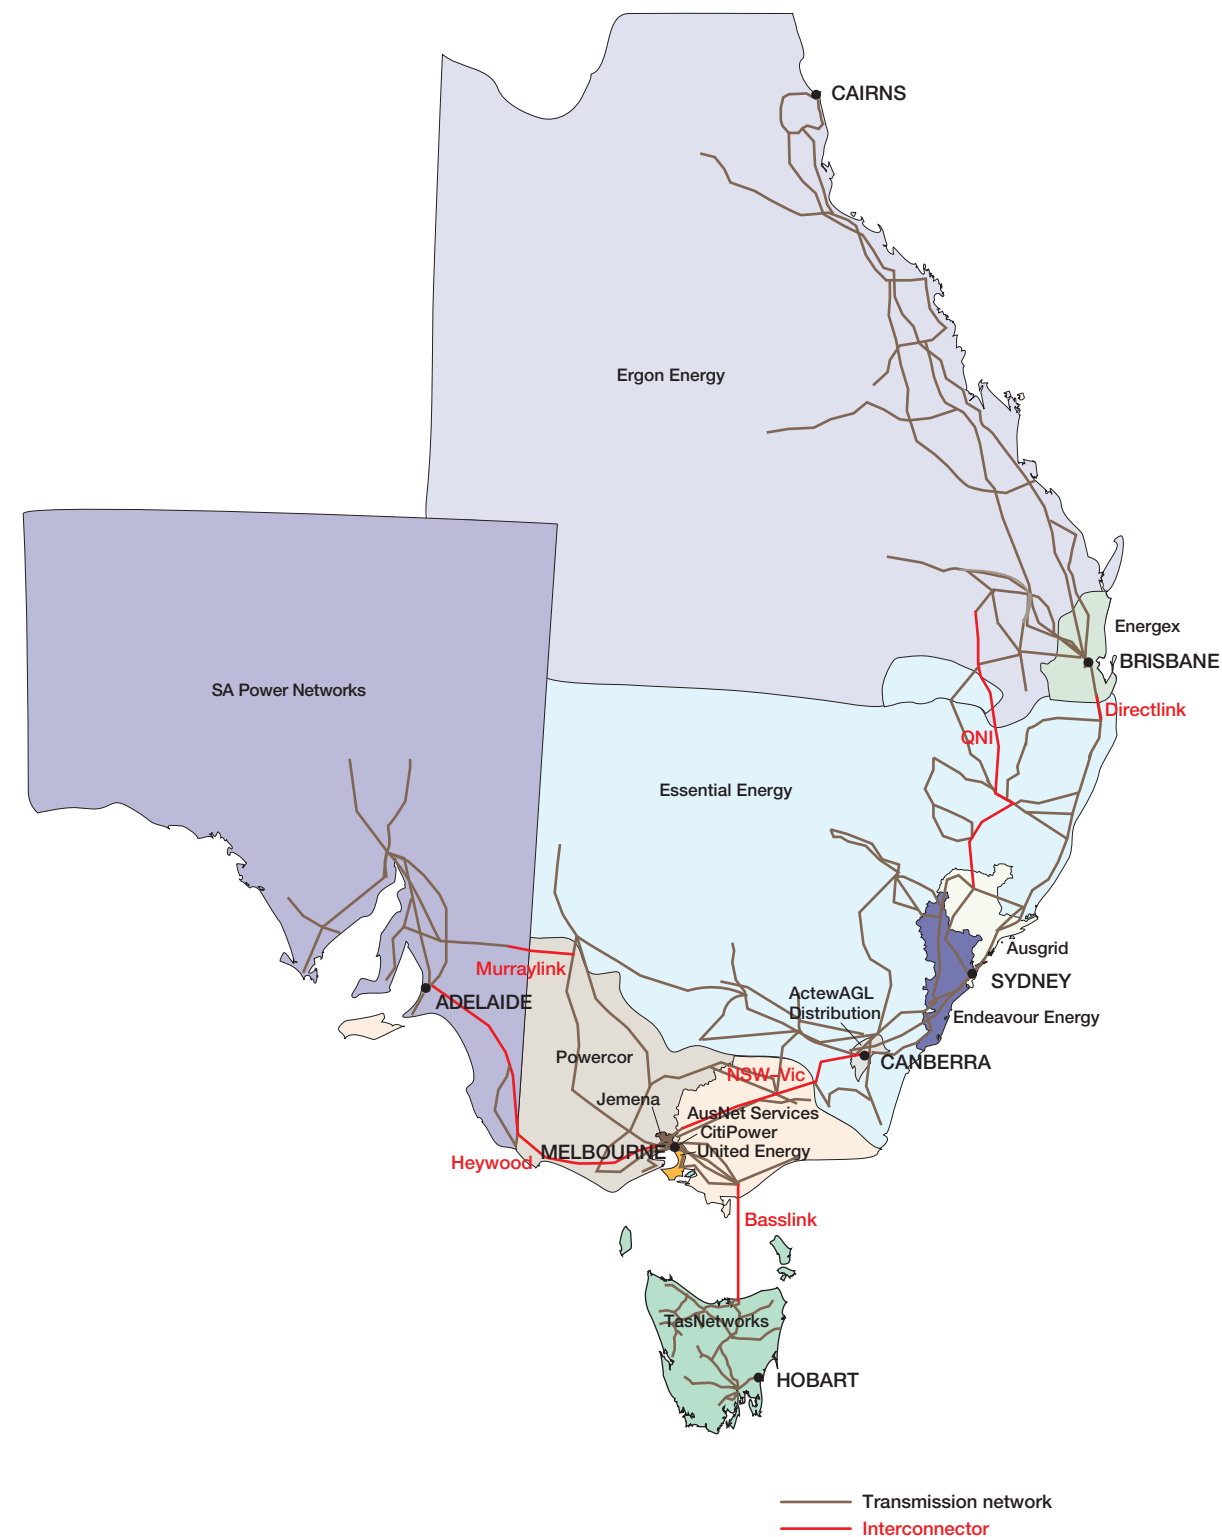 CAIRNS
Ergon Energy
Energex
BRISBANE
SA Power Networks
Directlink
QNI
Essential Energy
Ausgrid
Murraylink
SYDNEY
ActewAGL
Distribution
ADELAIDE
Endeavour Energy
Powercor
CANBERRA
NSW–Vic
Jemena
AusNet Services
CitiPower
MELBOURNE
United Energy
Heywood
Basslink
TasNetworks
HOBART
Transmission network
Interconnector